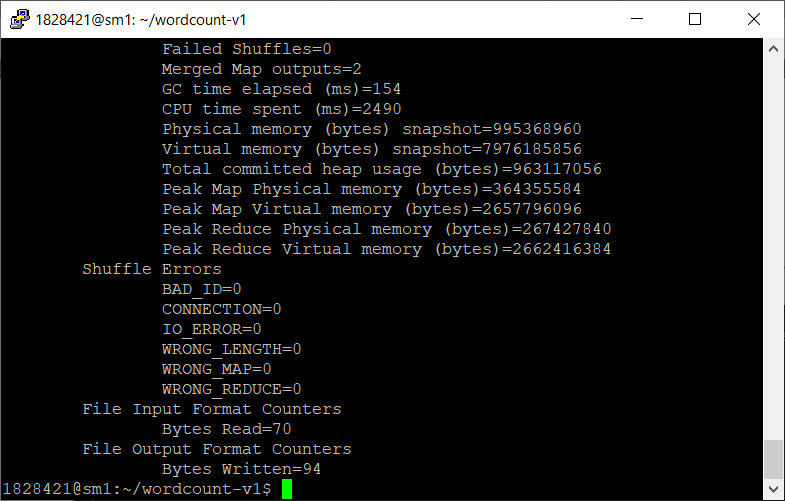 1828421@sm1: ~/wordcount-v1
Failed Shuffles=0
Merged Map outputs=2
GC time elapsed (ms)=154
CPU time spent (ms)=2490
Physical memory (bytes) snapshot=995368960
Virtual memory (bytes) snapshot=7976185856
Total committed heap usage (bytes)=963117056
Peak Map Physical memory (bytes)=364355584
Peak Map Virtual memory (bytes)=2657796096
Peak Reduce Physical memory (bytes)=267427840
Peak Reduce Virtual memory (bytes)=2662416384
Shuffle Errors
BAD_ID=0
CONNECTION=0
IO_ERROR=0
WRONG_LENGTH=0
WRONG_MAP=0
WRONG_REDUCE=0
File Input Format Counters
Bytes Read=70
File Output Format Counters
Bytes Written=94
1828421@sm1:~/wordcount-v1$